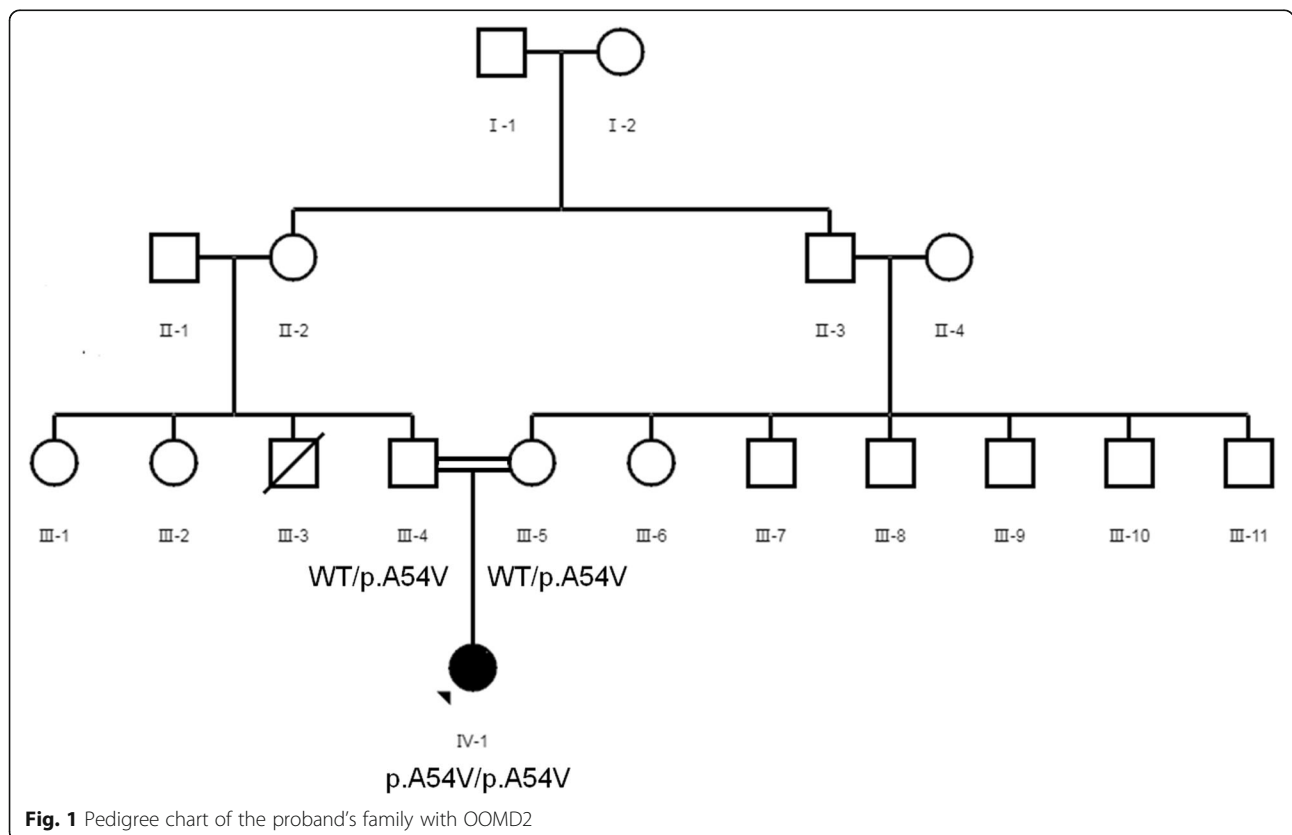 Ⅰ-1 Ⅰ-2
Ⅱ-1 Ⅱ-2 Ⅱ-3 Ⅱ-4
Ⅲ-1 Ⅲ-2 Ⅲ-3 Ⅲ-4 Ⅲ-5 Ⅲ-6 Ⅲ-7 Ⅲ-8 Ⅲ-9 Ⅲ-10 Ⅲ-11
WT/p.A54V WT/p.A54V
Ⅳ-1
p.A54V/p.A54V
Fig. 1 Pedigree chart of the proband's family with OOMD2